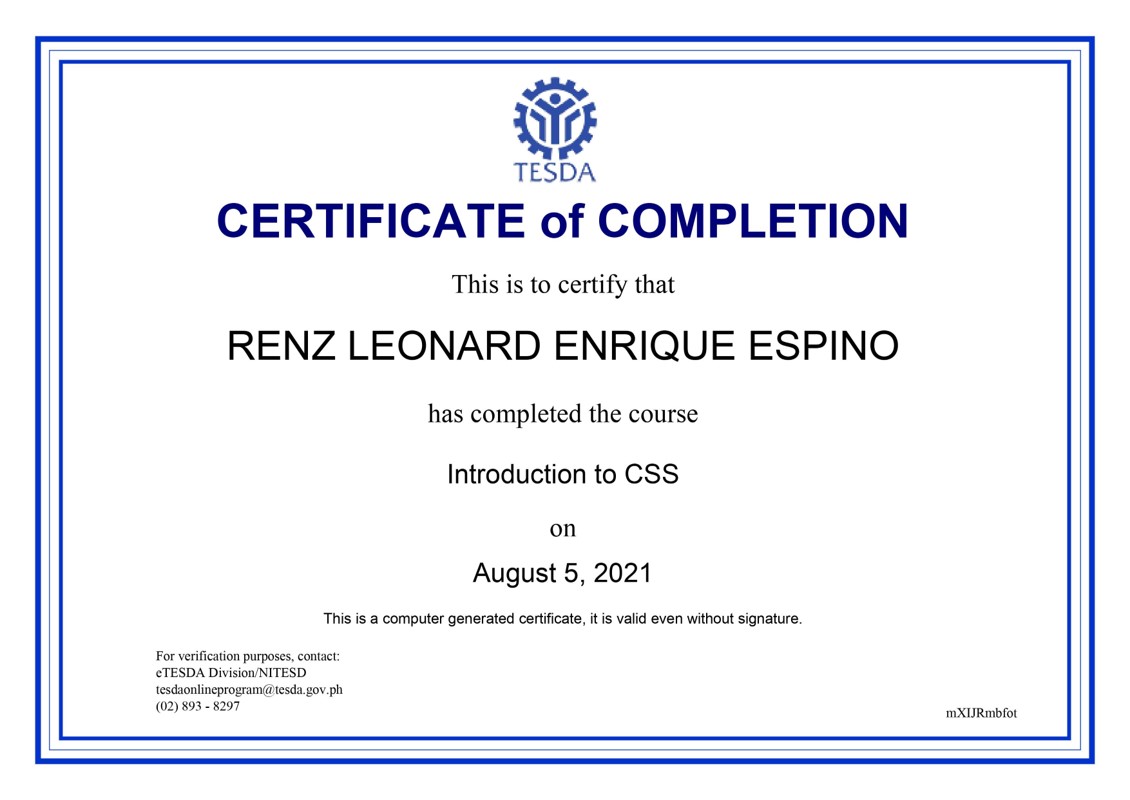 TESDA
CERTIFICATE of COMPLETION
This is to certify that
RENZ LEONARD ENRIQUE ESPINO
has completed the course
Introduction to CSS
on
August 5, 2021
This is a computer generated certificate, it is valid even without signature.
For verification purposes, contact:
eTESDA Division/NITESD
tesdaonlineprogram@tesda.gov.ph
(02) 893 - 8297
mXIJRmbfot